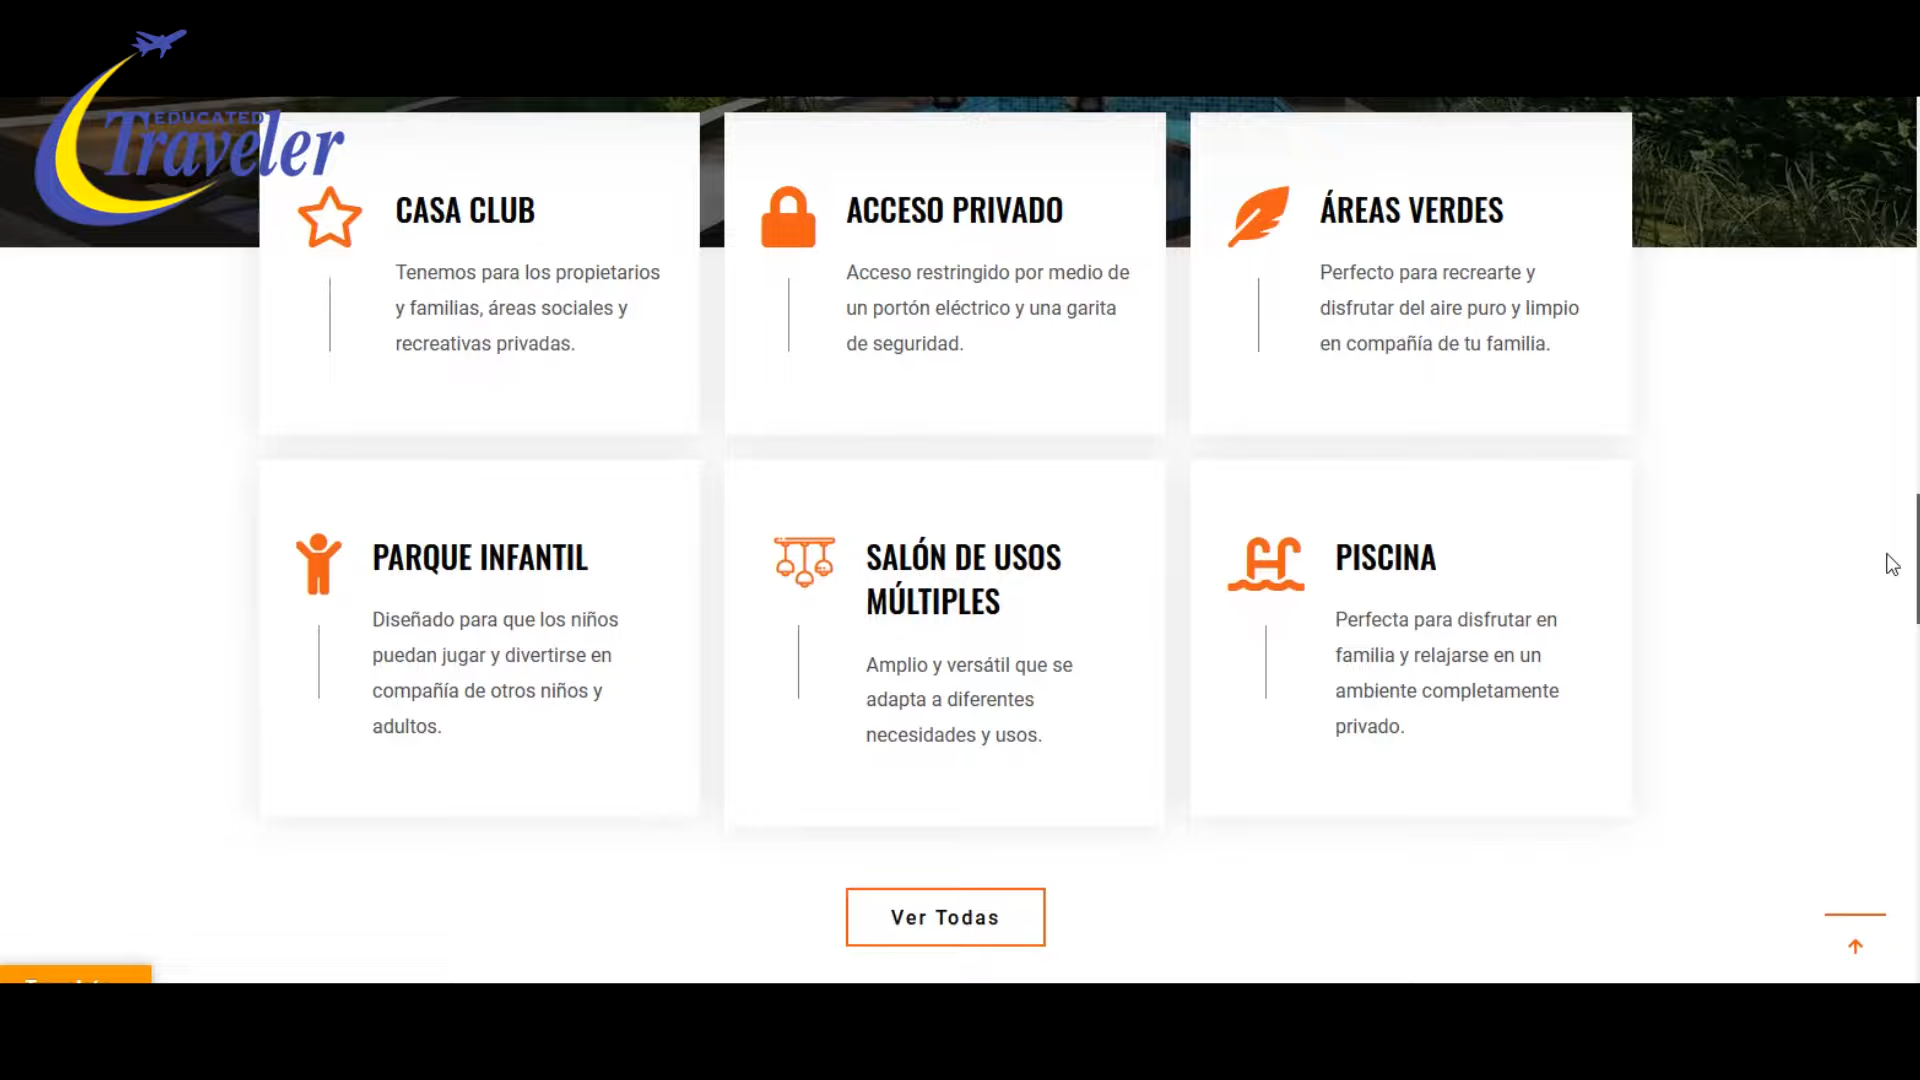 EDUCATED
Traveler
CASA CLUB
Tenemos para los propietarios
y familias, áreas sociales y
recreativas privadas.
ACCESO PRIVADO
Acceso restringido por medio de
un portón eléctrico y una garita
de seguridad.
ÁREAS VERDES
Perfecto para recrearte y
disfrutar del aire puro y limpio
en compañía de tu familia.
PARQUE INFANTIL
Diseñado para que los niños
puedan jugar y divertirse en
compañía de otros niños y
adultos.
SALÓN DE USOS
MÚLTIPLES
Amplio y versátil que se
adapta a diferentes
necesidades y usos.
PISCINA
Perfecta para disfrutar en
familia y relajarse en un
ambiente completamente
privado.
Ver Todas